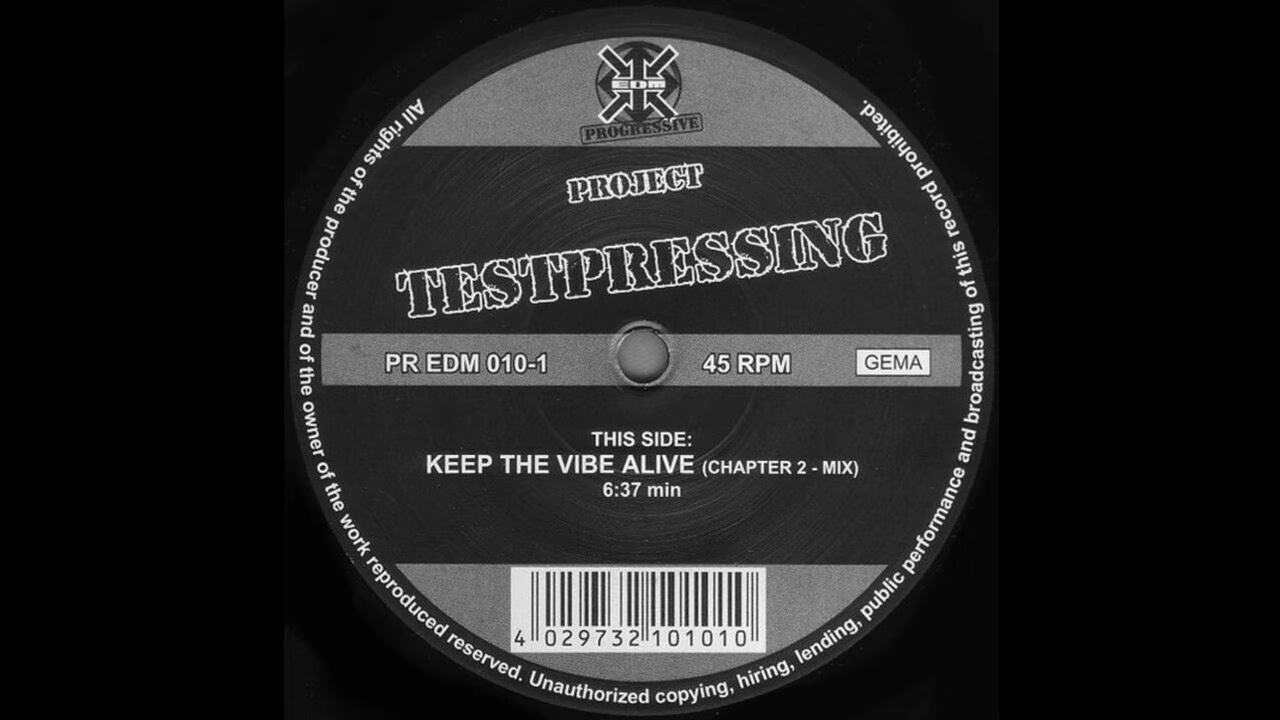 EDM
PROGRESSIVE
PROJECT
TESTPRESSING
PR EDM 010-1
45 RPM
GEMA
THIS SIDE:
KEEP THE VIBE ALIVE (CHAPTER 2 - MIX)
6:37 min
4 029732 101010
All rights of the producer and of the owner of the work reproduced reserved. Unauthorized copying, hiring, lending, public performance and broadcasting of this record prohibited.